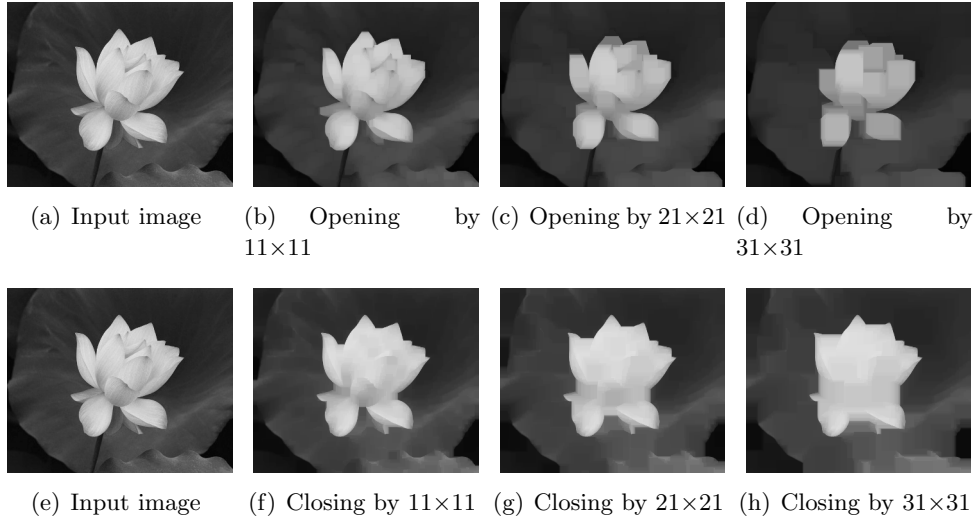 (a) Input image
(b) Opening by
11×11
(c) Opening by 21×21
(d) Opening by
31×31
(e) Input image
(f) Closing by 11×11
(g) Closing by 21×21
(h) Closing by 31×31